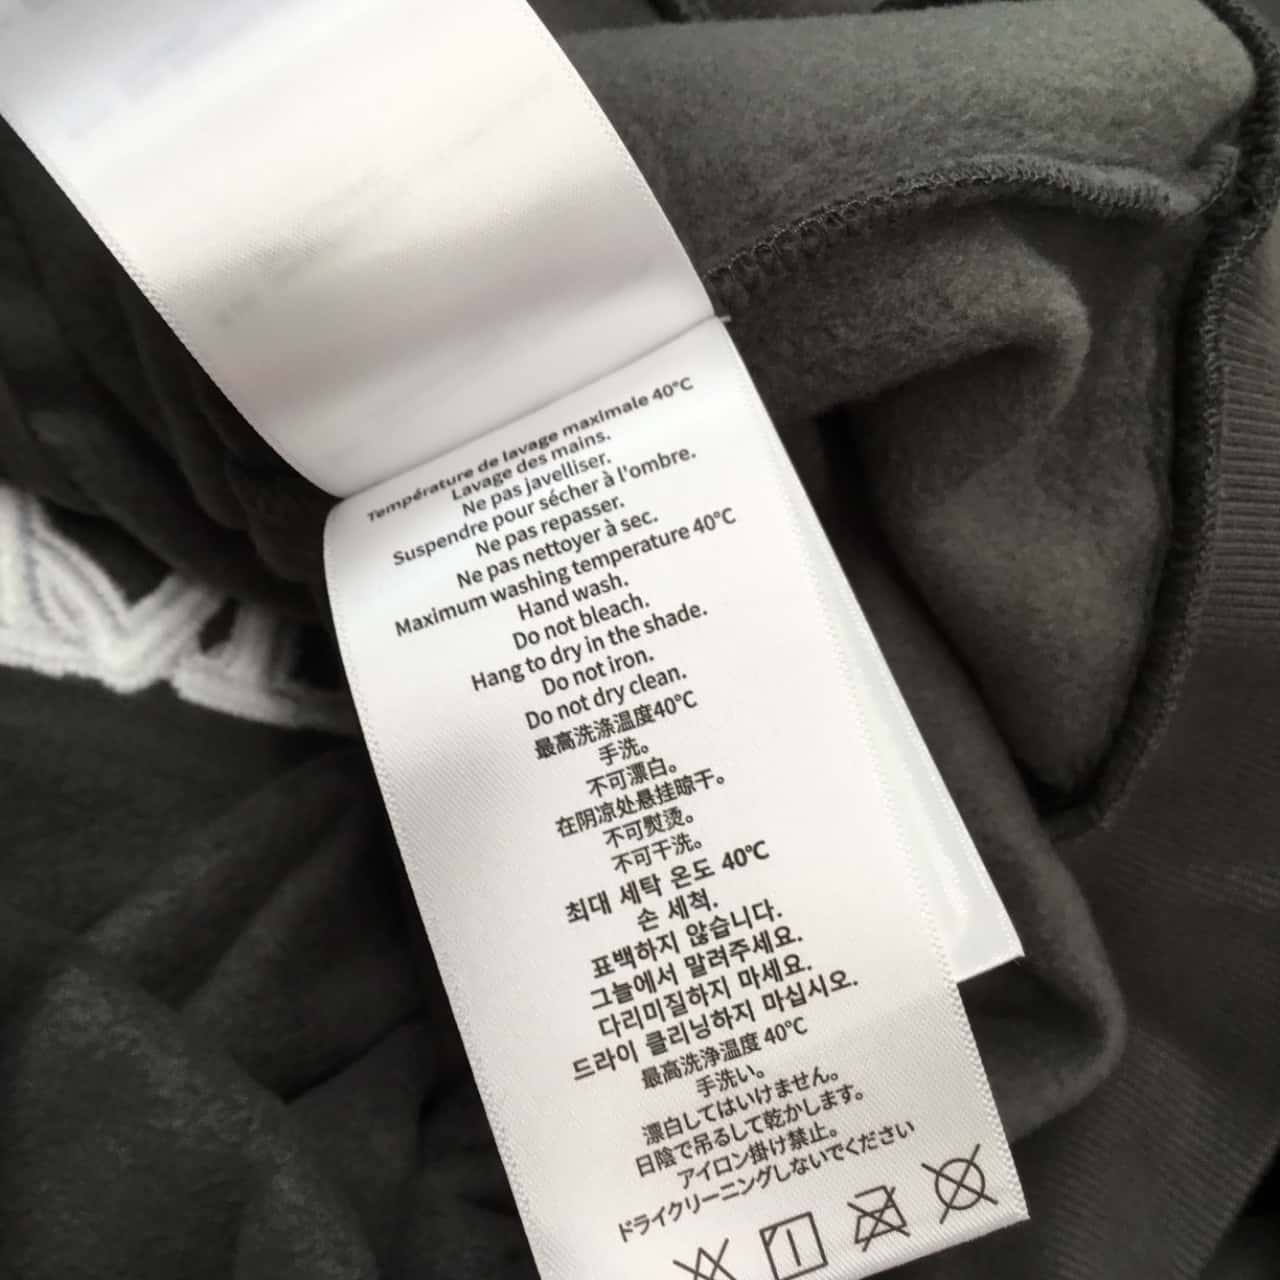 Température de lavage maximale 40°C
Lavage des mains.
Ne pas javelliser.
Suspendre pour sécher à l'ombre.
Ne pas repasser.
Ne pas nettoyer à sec.
Maximum washing temperature 40°C
Hand wash.
Do not bleach.
Hang to dry in the shade.
Do not iron.
Do not dry clean.
最高洗涤温度40°C
手洗。
不可漂白。
在阴凉处悬挂晾干。
不可熨烫。
不可干洗。
최대 세탁 온도 40°C
손 세척.
표백하지 않습니다.
그늘에서 말려주세요.
다리미질하지 마세요.
드라이 클리닝하지 마십시오.
最高洗浄温度 40°C
手洗い。
漂白してはいけません。
日陰で吊るして乾かします。
アイロン掛け禁止。
ドライクリーニングしないでください